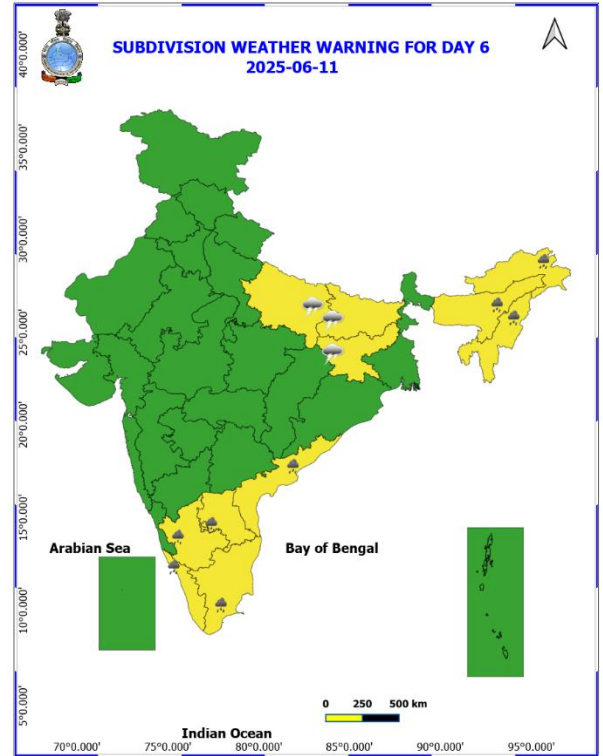 SUBDIVISION WEATHER WARNING FOR DAY 6
2025-06-11
40°0.000'
35°0.000'
30°0.000'
25°0.000'
20°0.000'
15°0.000'
10°0.000'
5°0.000'
Arabian Sea
Bay of Bengal
0 250 500 km
Indian Ocean
70°0.000' 75°0.000' 80°0.000' 85°0.000' 90°0.000' 95°0.000'